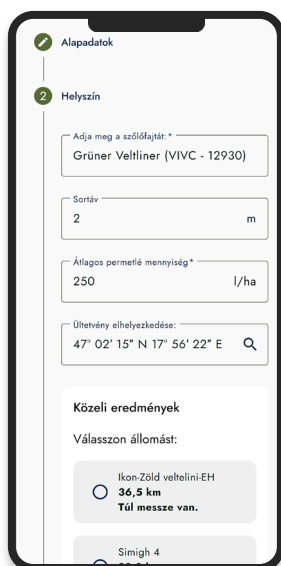 Alapadatok
2 Helyszín
Adja meg a szőlőfajtát: *
Grüner Veltliner (VIVC - 12930)
Sortáv
2 m
Átlagos permetlé mennyiség *
250 l/ha
Ültetvény elhelyezkedése:
47° 02′ 15″ N 17° 56′ 22″ E
Közeli eredmények
Válasszon állomást:
Ikon-Zöld veltelini-EH
36,5 km
Túl messze van.
Simigh 4